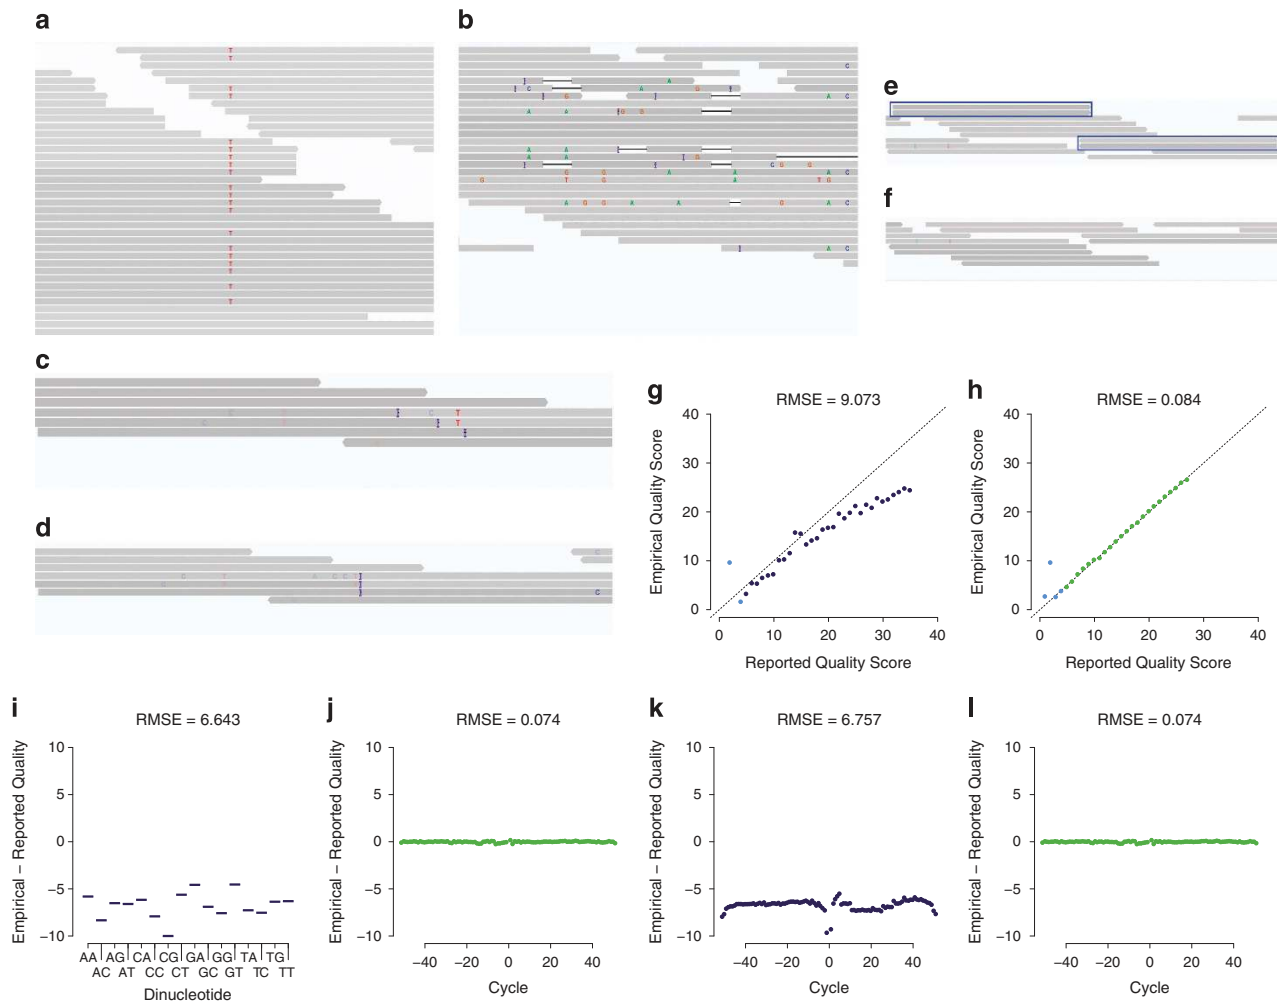 a
b
c
d
e
f
g
RMSE = 9.073
Empirical Quality Score
40
30
20
10
0
0 10 20 30 40
Reported Quality Score
h
RMSE = 0.084
Empirical Quality Score
40
30
20
10
0
0 10 20 30 40
Reported Quality Score
i
RMSE = 6.643
Empirical – Reported Quality
10
5
0
−5
−10
AA AG CA CG GA GG TA TG
AC AT CC CT GC GT TC TT
Dinucleotide
j
RMSE = 0.074
Empirical – Reported Quality
10
5
0
−5
−10
−40 −20 0 20 40
Cycle
k
RMSE = 6.757
Empirical – Reported Quality
10
5
0
−5
−10
−40 −20 0 20 40
Cycle
l
RMSE = 0.074
Empirical – Reported Quality
10
5
0
−5
−10
−40 −20 0 20 40
Cycle